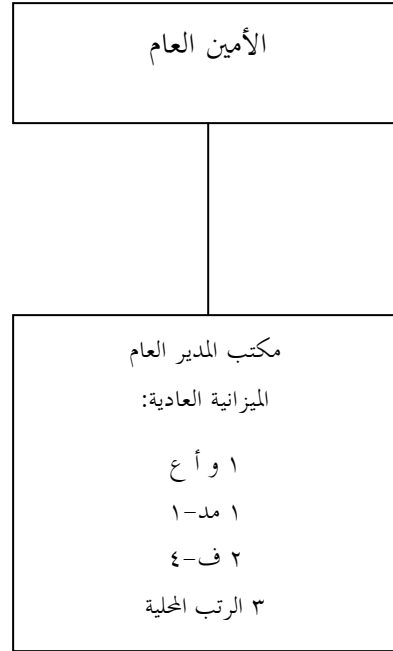 الأمين العام
مكتب المدير العام
الميزانية العادية:
١ و أ ع
١ مد-١
٢ ف-٤
٣ الرتب المحلية